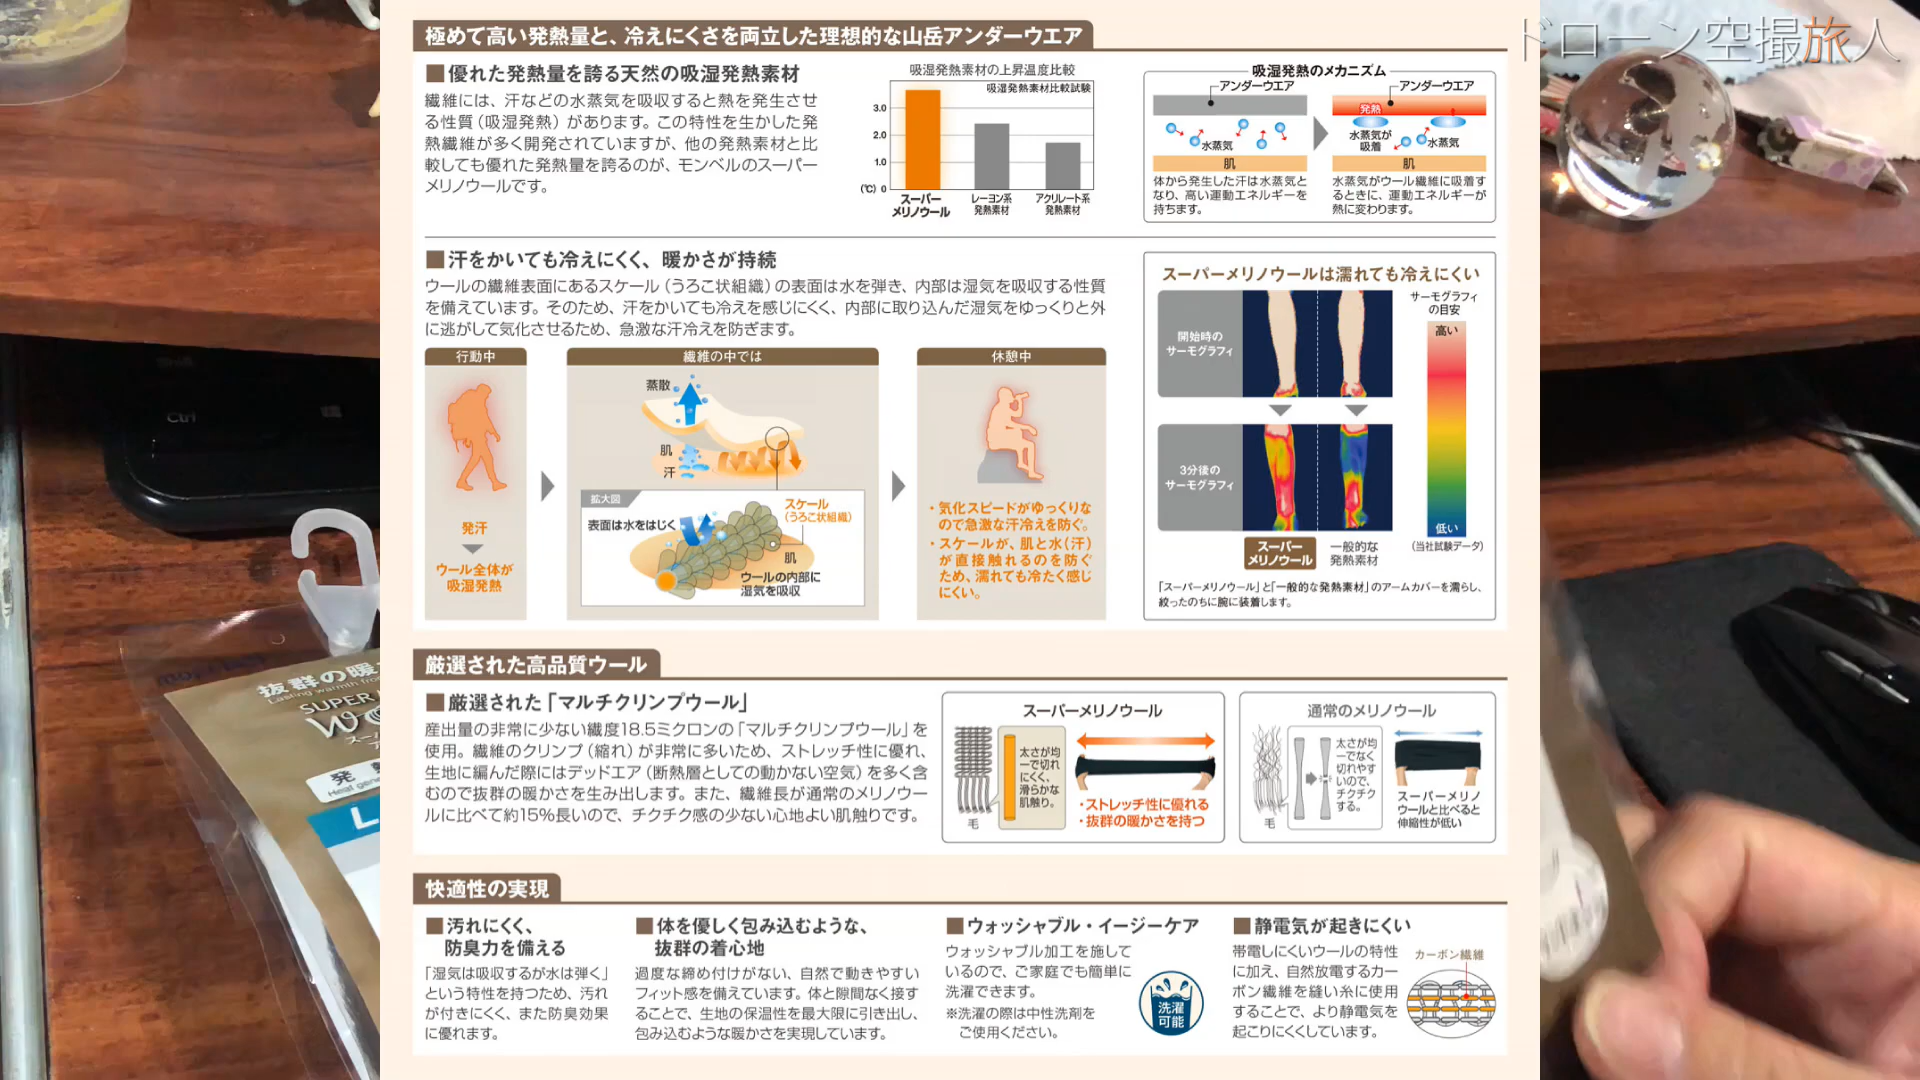 ドローン空撮旅人
極めて高い発熱量と、冷えにくさを両立した理想的な山岳アンダーウエア
■優れた発熱量を誇る天然の吸湿発熱素材
繊維には、汗などの水蒸気を吸収すると熱を発生させ
る性質（吸湿発熱）があります。この特性を生かした発
熱繊維が多く開発されていますが、他の発熱素材と比
較しても優れた発熱量を誇るのが、モンベルのスーパー
メリノウールです。
吸湿発熱素材の上昇温度比較
吸湿発熱素材比較試験
3.0
2.0
1.0
(℃) 0
スーパー
メリノウール
レーヨン系
発熱素材
アクリレート系
発熱素材
吸湿発熱のメカニズム
アンダーウエア
水蒸気
肌
体から発生した汗は水蒸気と
なり、高い運動エネルギーを
持ちます。
アンダーウエア
発熱
水蒸気が
吸着
水蒸気
肌
水蒸気がウール繊維に吸着す
るときに、運動エネルギーが
熱に変わります。
■汗をかいても冷えにくく、暖かさが持続
ウールの繊維表面にあるスケール（うろこ状組織）の表面は水を弾き、内部は湿気を吸収する性質
を備えています。そのため、汗をかいても冷えを感じにくく、内部に取り込んだ湿気をゆっくりと外
に逃がして気化させるため、急激な汗冷えを防ぎます。
行動中
発汗
ウール全体が
吸湿発熱
繊維の中では
蒸散
肌
汗
拡大図
表面は水をはじく
スケール
（うろこ状組織）
肌
ウールの内部に
湿気を吸収
休憩中
・気化スピードがゆっくりな
ので急激な汗冷えを防ぐ。
・スケールが、肌と水（汗）
が直接触れるのを防ぐ
ため、濡れても冷たく感じ
にくい。
スーパーメリノウールは濡れても冷えにくい
開始時の
サーモグラフィ
3分後の
サーモグラフィ
スーパー
メリノウール
一般的な
発熱素材
サーモグラフィ
の目安
高い
低い
（当社試験データ）
「スーパーメリノウール」と「一般的な発熱素材」のアームカバーを濡らし、
絞ったのちに腕に装着します。
厳選された高品質ウール
■厳選された「マルチクリンプウール」
産出量の非常に少ない繊度18.5ミクロンの「マルチクリンプウール」を
使用。繊維のクリンプ（縮れ）が非常に多いため、ストレッチ性に優れ、
生地に編んだ際にはデッドエア（断熱層としての動かない空気）を多く含
むので抜群の暖かさを生み出します。また、繊維長が通常のメリノウー
ルに比べて約15%長いので、チクチク感の少ない心地よい肌触りです。
スーパーメリノウール
毛
太さが均
一で切れ
にくく、
滑らかな
肌触り。
・ストレッチ性に優れる
・抜群の暖かさを持つ
通常のメリノウール
毛
太さが均
一でなく
切れやす
いので、
チクチク
する。
スーパーメリノ
ウールと比べると
伸縮性が低い
快適性の実現
■汚れにくく、
防臭力を備える
「湿気は吸収するが水は弾く」
という特性を持つため、汚れ
が付きにくく、また防臭効果
に優れます。
■体を優しく包み込むような、
抜群の着心地
過度な締め付けがない、自然で動きやすい
フィット感を備えています。体と隙間なく接す
ることで、生地の保温性を最大限に引き出し、
包み込むような暖かさを実現しています。
■ウォッシャブル・イージーケア
ウォッシャブル加工を施して
いるので、ご家庭でも簡単に
洗濯できます。
※洗濯の際は中性洗剤を
ご使用ください。
洗濯
可能
■静電気が起きにくい
帯電しにくいウールの特性
に加え、自然放電するカー
ボン繊維を縫い糸に使用
することで、より静電気を
起こりにくくしています。
カーボン繊維
Ctrl
抜群の暖
Lasting warmth fro
SUPER
Heat gene
L